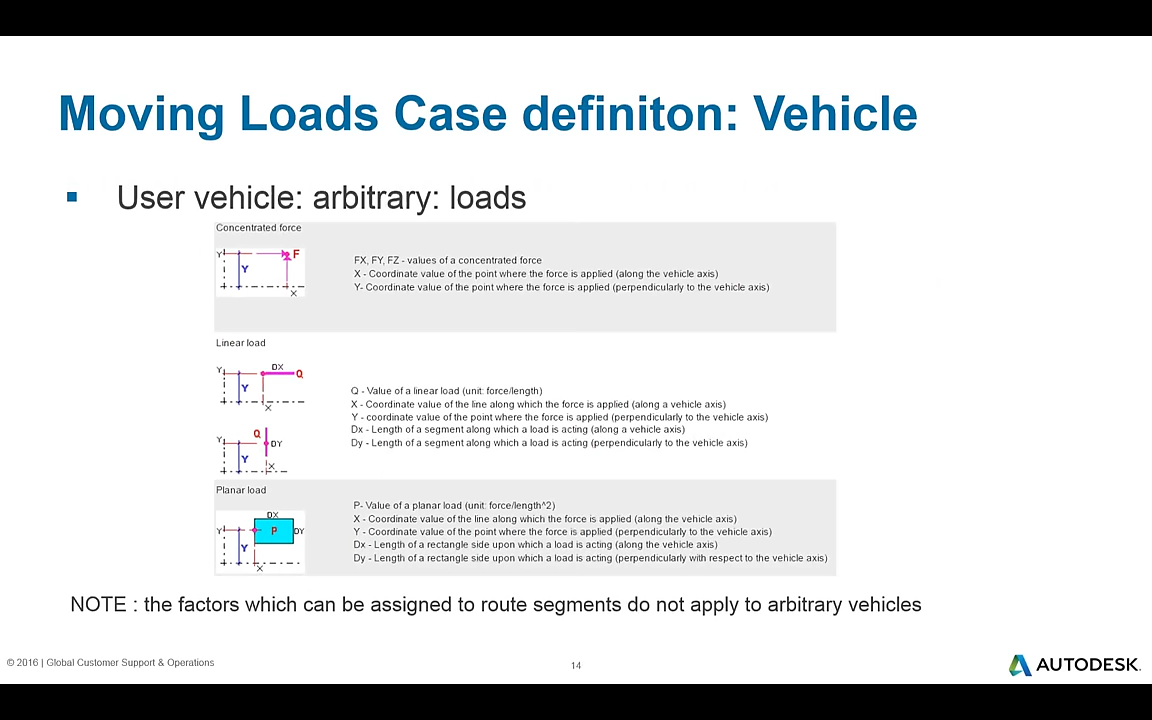 Moving Loads Case definiton: Vehicle
User vehicle: arbitrary: loads
Concentrated force
Y
F
Y
X
FX, FY, FZ - values of a concentrated force
X - Coordinate value of the point where the force is applied (along the vehicle axis)
Y- Coordinate value of the point where the force is applied (perpendicularly to the vehicle axis)
Linear load
Y
DX
Q
Y
X
Y
Q
DY
Y
X
Q - Value of a linear load (unit: force/length)
X - Coordinate value of the line along which the force is applied (along a vehicle axis)
Y - coordinate value of the point where the force is applied (perpendicularly to the vehicle axis)
Dx - Length of a segment along which a load is acting (along a vehicle axis)
Dy - Length of a segment along which a load is acting (perpendicularly to the vehicle axis)
Planar load
DX
Y
P
DY
Y
X
P- Value of a planar load (unit: force/length^2)
X - Coordinate value of the line along which the force is applied (along the vehicle axis)
Y - Coordinate value of the point where the force is applied (perpendicularly to the vehicle axis)
Dx - Length of a rectangle side upon which a load is acting (along the vehicle axis)
Dy - Length of a rectangle side upon which a load is acting (perpendicularly with respect to the vehicle axis)
NOTE : the factors which can be assigned to route segments do not apply to arbitrary vehicles
© 2016 | Global Customer Support & Operations
14
AUTODESK.